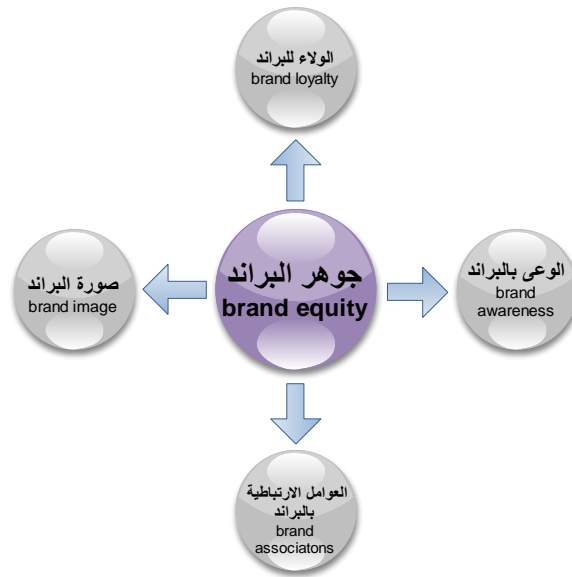 الولاء للبراند
brand loyalty
جوهر البراند
brand equity
الوعى بالبراند
brand
awareness
صورة البراند
brand image
العوامل الارتباطية
بالبراند
brand
associatons